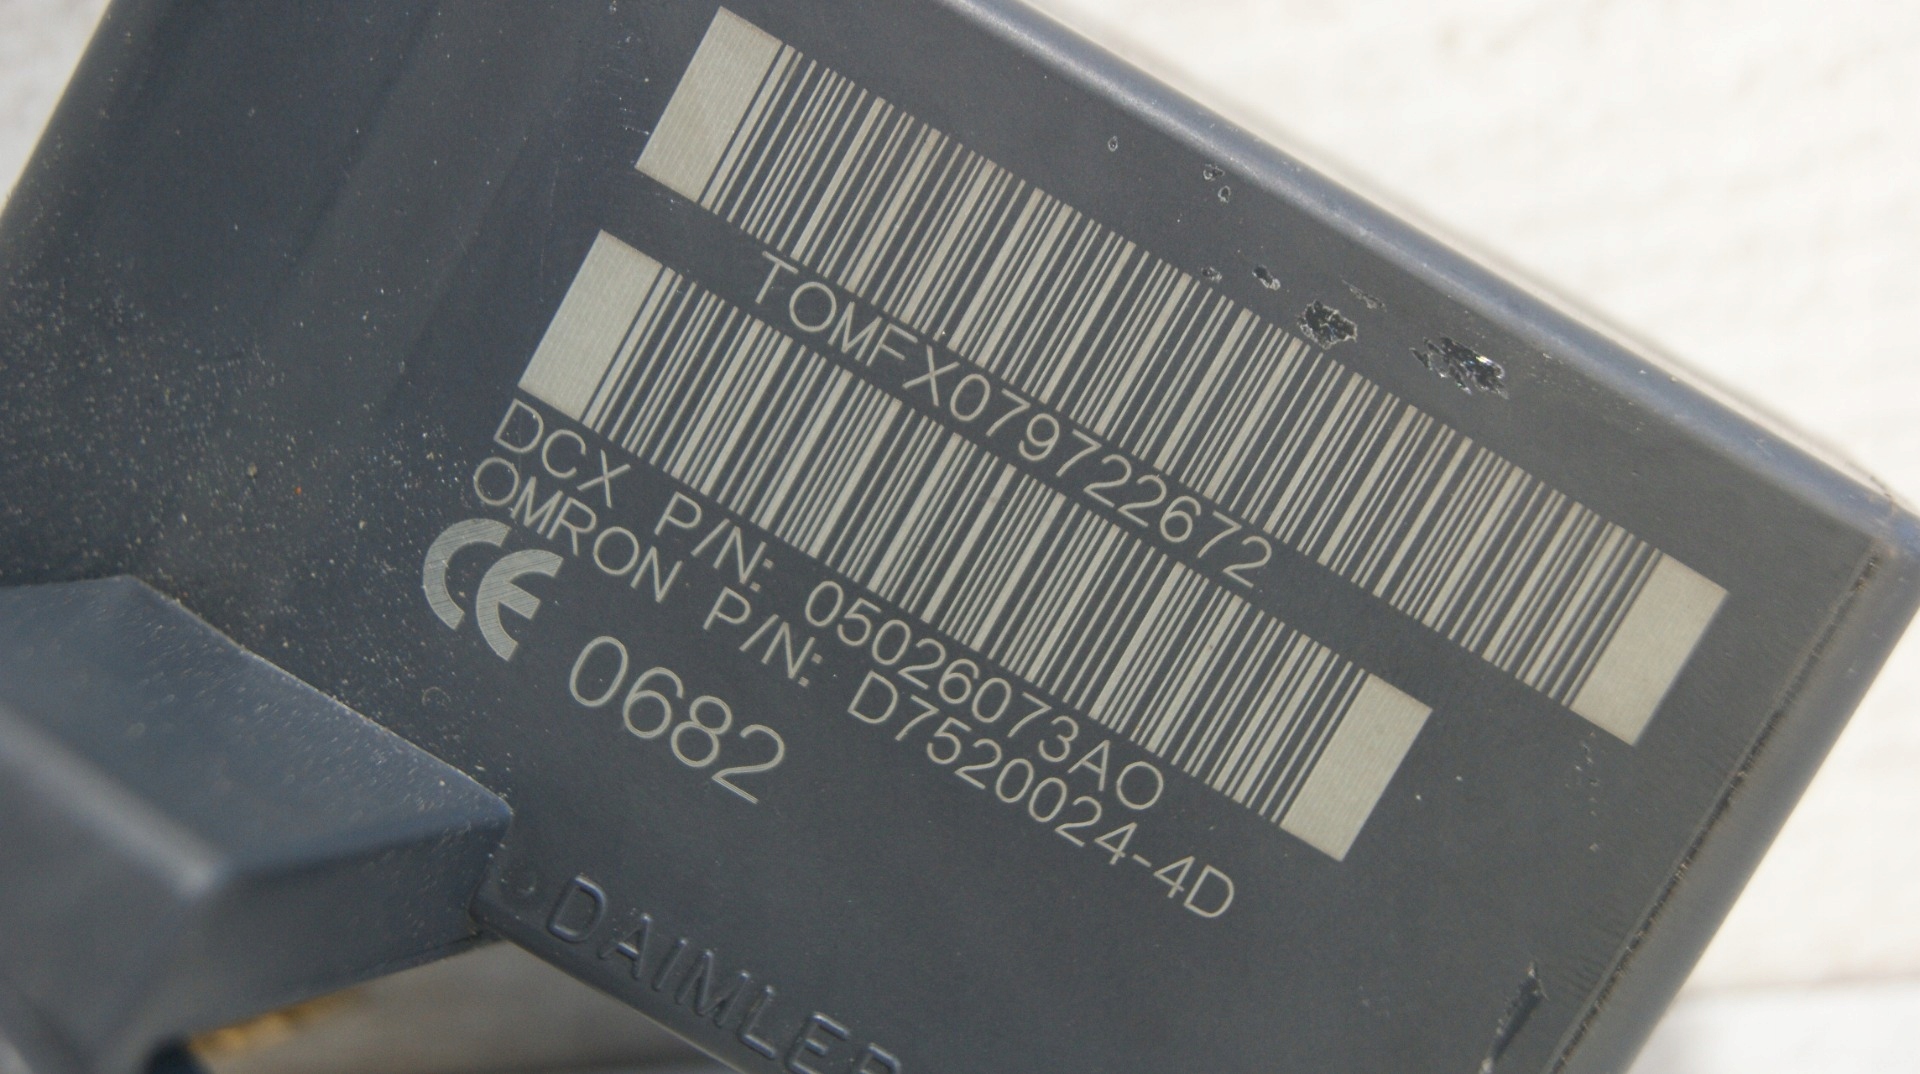 TOMFX079722672
DCX P/N: 05026073AO
OMRON P/N: D7520024-4D
CE 0682
DAIMLER